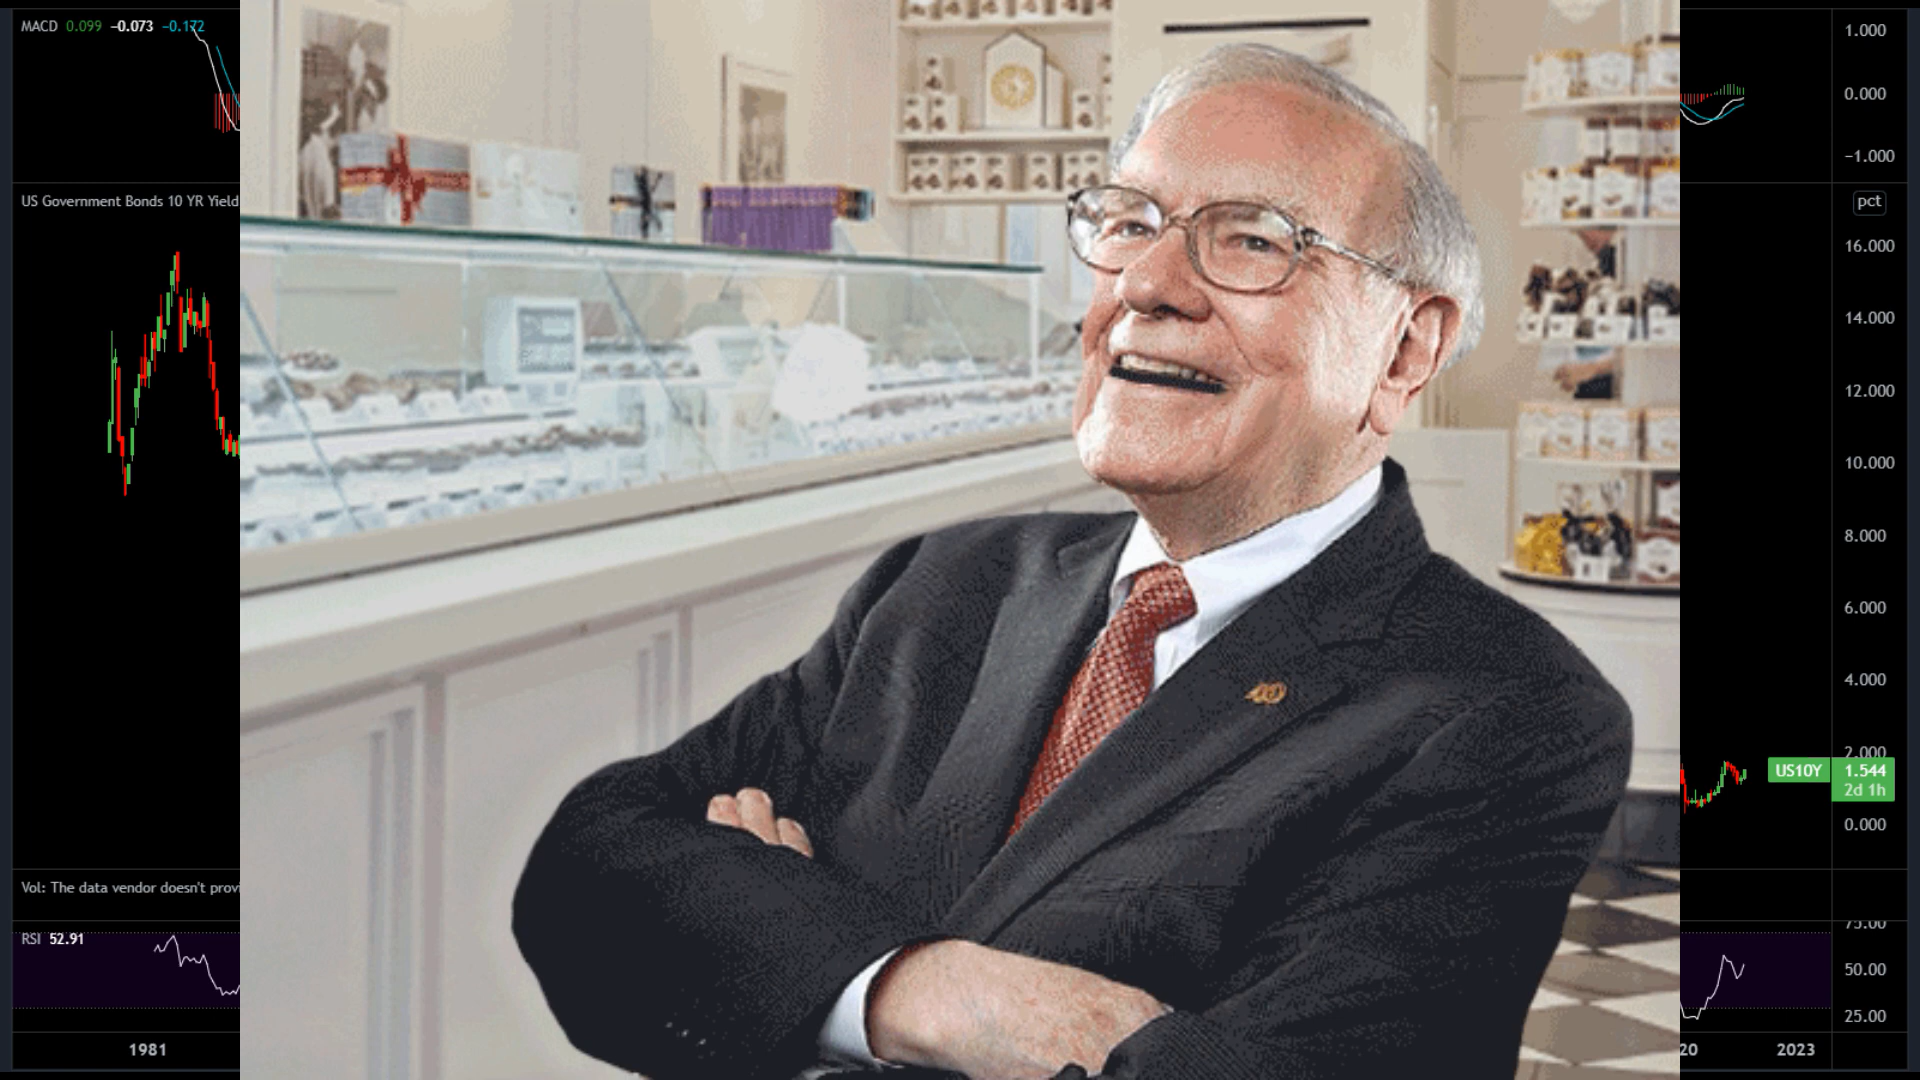 MACD 0.099 −0.073 −0.172
US Government Bonds 10 YR Yield
Vol: The data vendor doesn't provi
RSI 52.91
1981
1.000
0.000
−1.000
pct
16.000
14.000
12.000
10.000
8.000
6.000
4.000
2.000
US10Y 1.544
2d 1h
0.000
75.00
50.00
25.00
20 2023